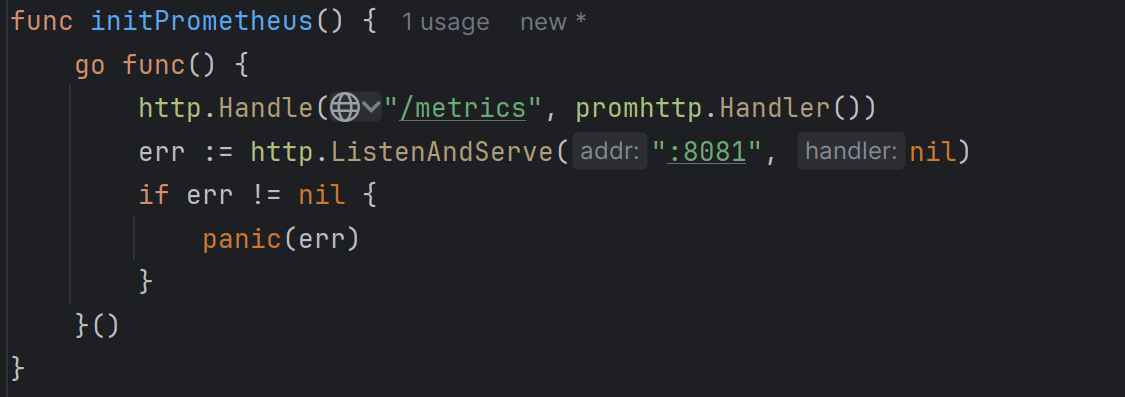 func initPrometheus() { 1 usage new *
go func() {
http.Handle("/metrics", promhttp.Handler())
err := http.ListenAndServe( addr: ":8081", handler: nil)
if err != nil {
panic(err)
}
}()
}